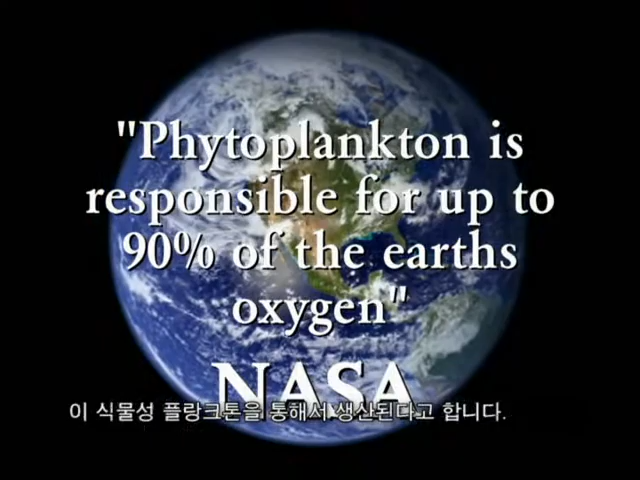 "Phytoplankton is
responsible for up to
90% of the earths
oxygen"
NASA
이 식물성 플랑크톤을 통해서 생산된다고 합니다.